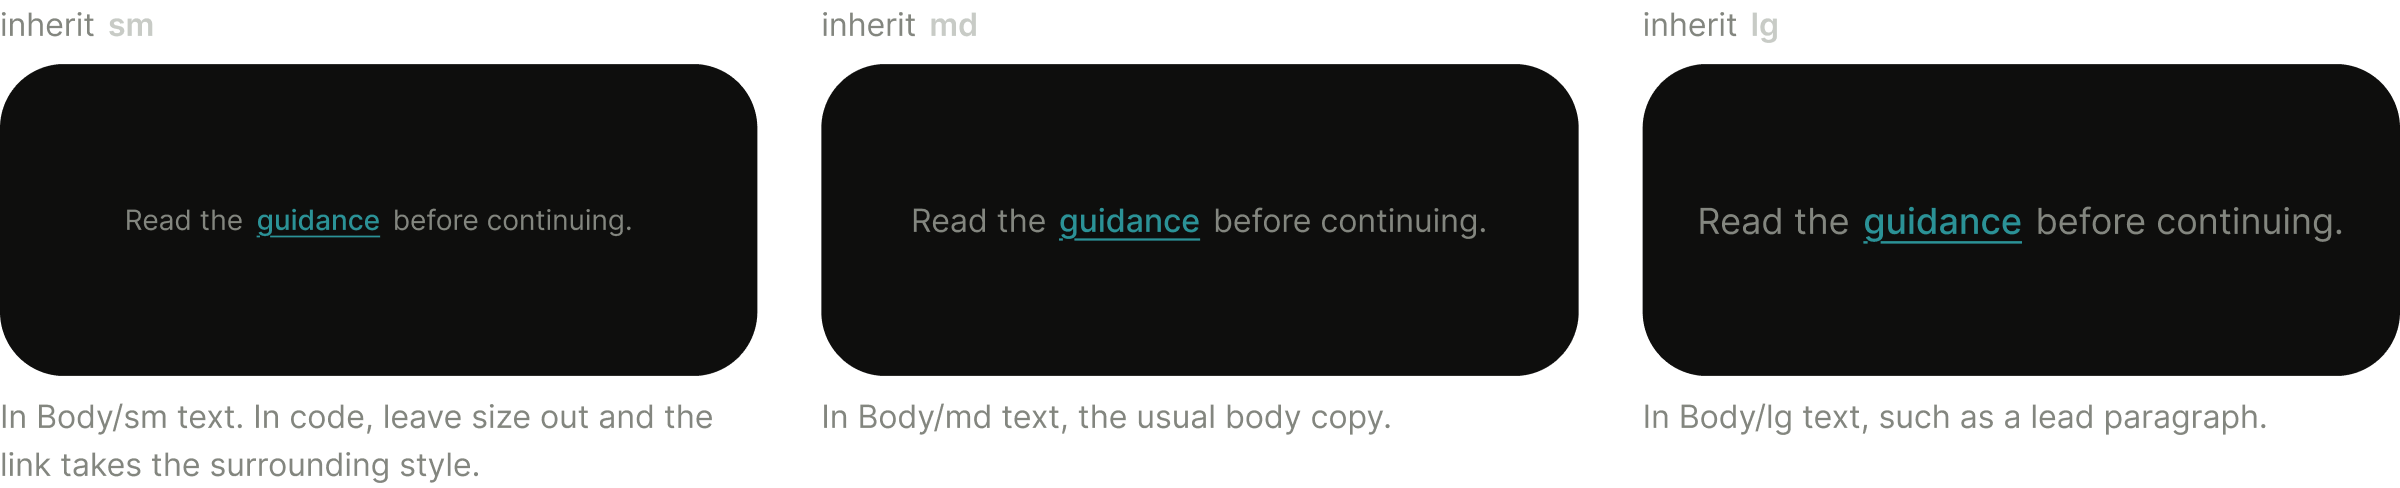 inherit sm
Read the guidance before continuing.
In Body/sm text. In code, leave size out and the
link takes the surrounding style.
inherit md
Read the guidance before continuing.
In Body/md text, the usual body copy.
inherit lg
Read the guidance before continuing.
In Body/lg text, such as a lead paragraph.